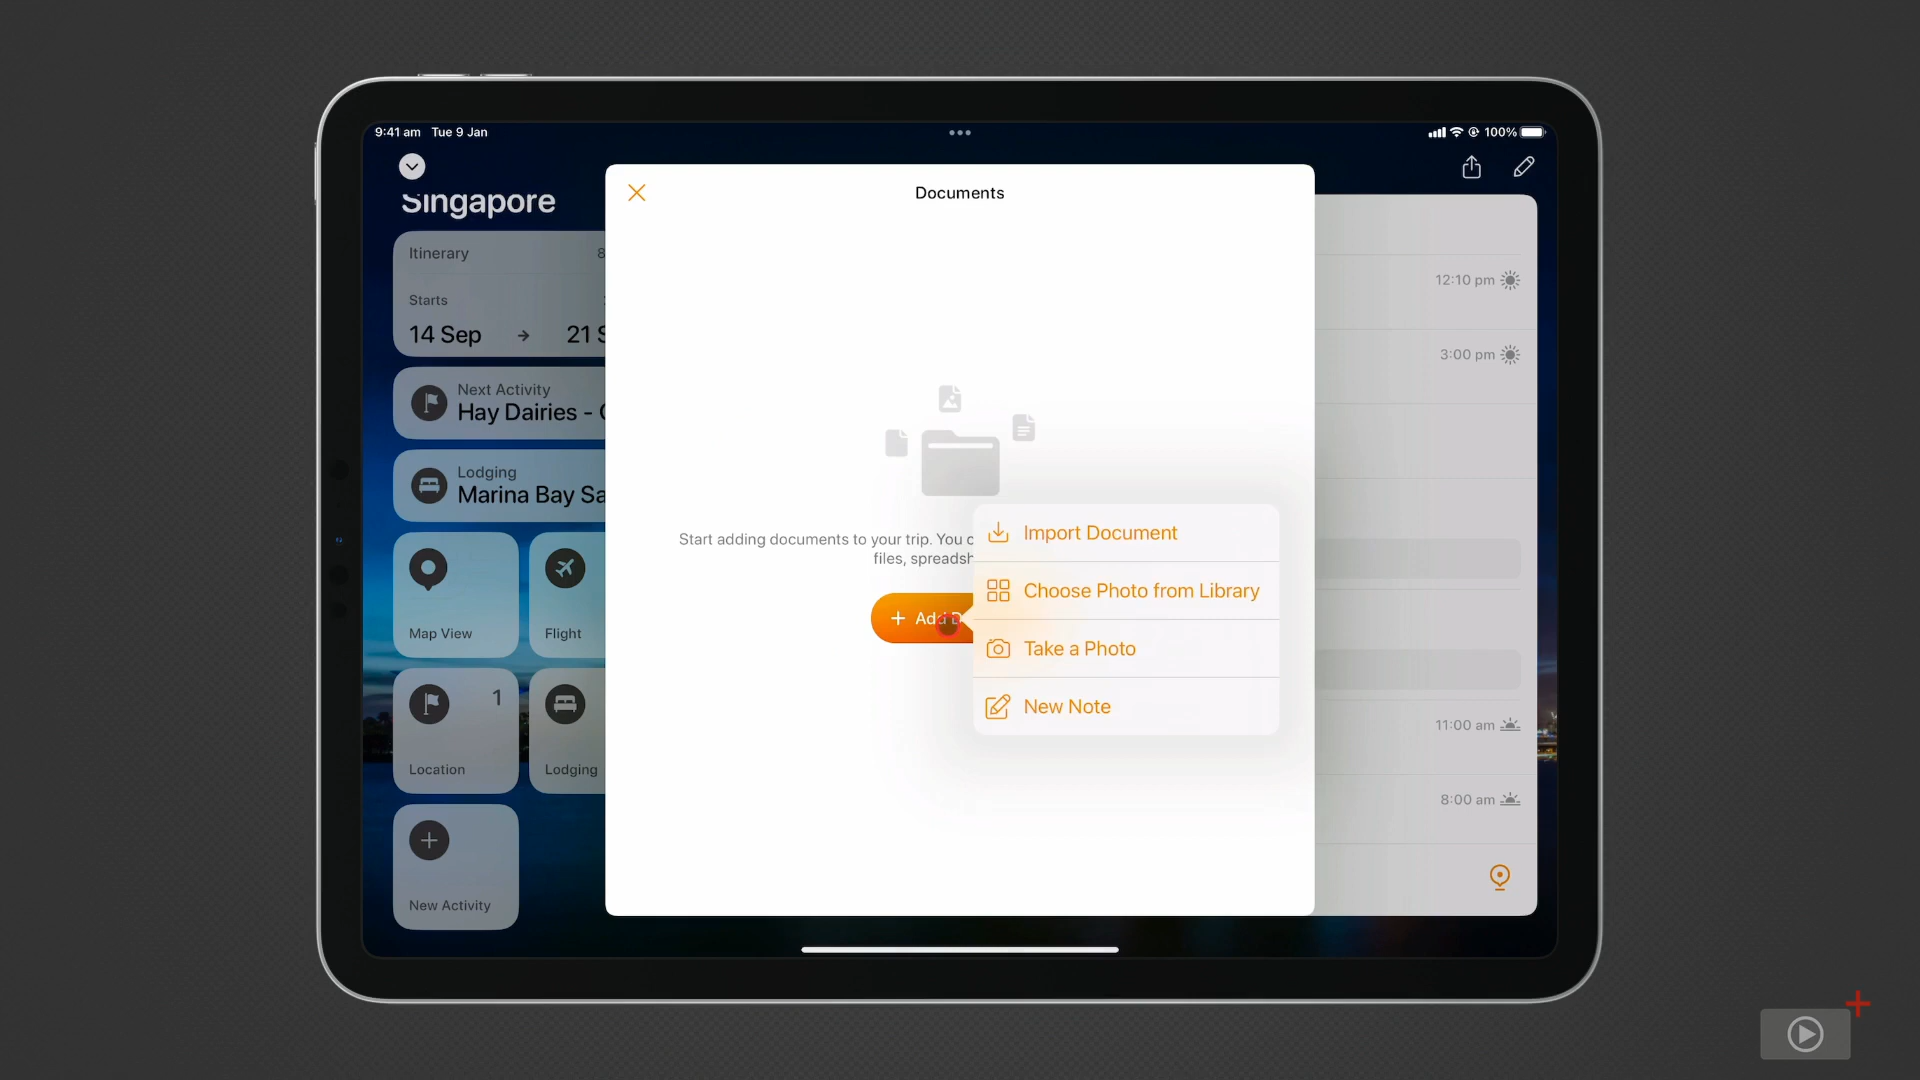 9:41 am Tue 9 Jan
100%
Singapore
Documents
Itinerary
8
Starts
14 Sep → 21 S
Next Activity
Hay Dairies -
Lodging
Marina Bay Sa
Map View
Flight
1
Location
Lodging
New Activity
Start adding documents to your trip. You c
files, spreadsh
+ Add D
Import Document
Choose Photo from Library
Take a Photo
New Note
12:10 pm
3:00 pm
11:00 am
8:00 am